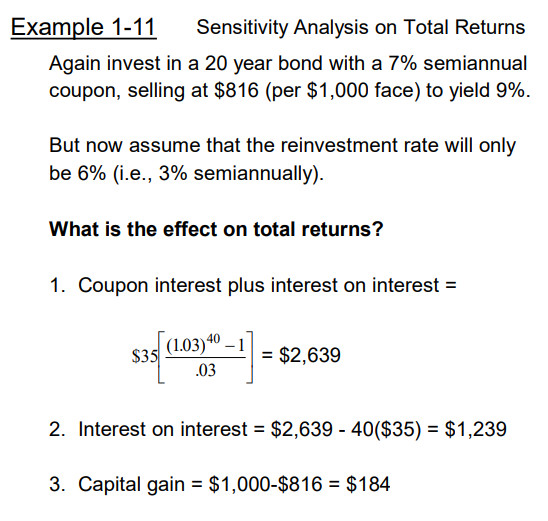 Example 1-11 Sensitivity Analysis on Total Returns
Again invest in a 20 year bond with a 7% semiannual
coupon, selling at $816 (per $1,000 face) to yield 9%.
But now assume that the reinvestment rate will only
be 6% (i.e., 3% semiannually).
What is the effect on total returns?
1. Coupon interest plus interest on interest =
$35[((1.03)^40 – 1)/.03] = $2,639
2. Interest on interest = $2,639 - 40($35) = $1,239
3. Capital gain = $1,000-$816 = $184